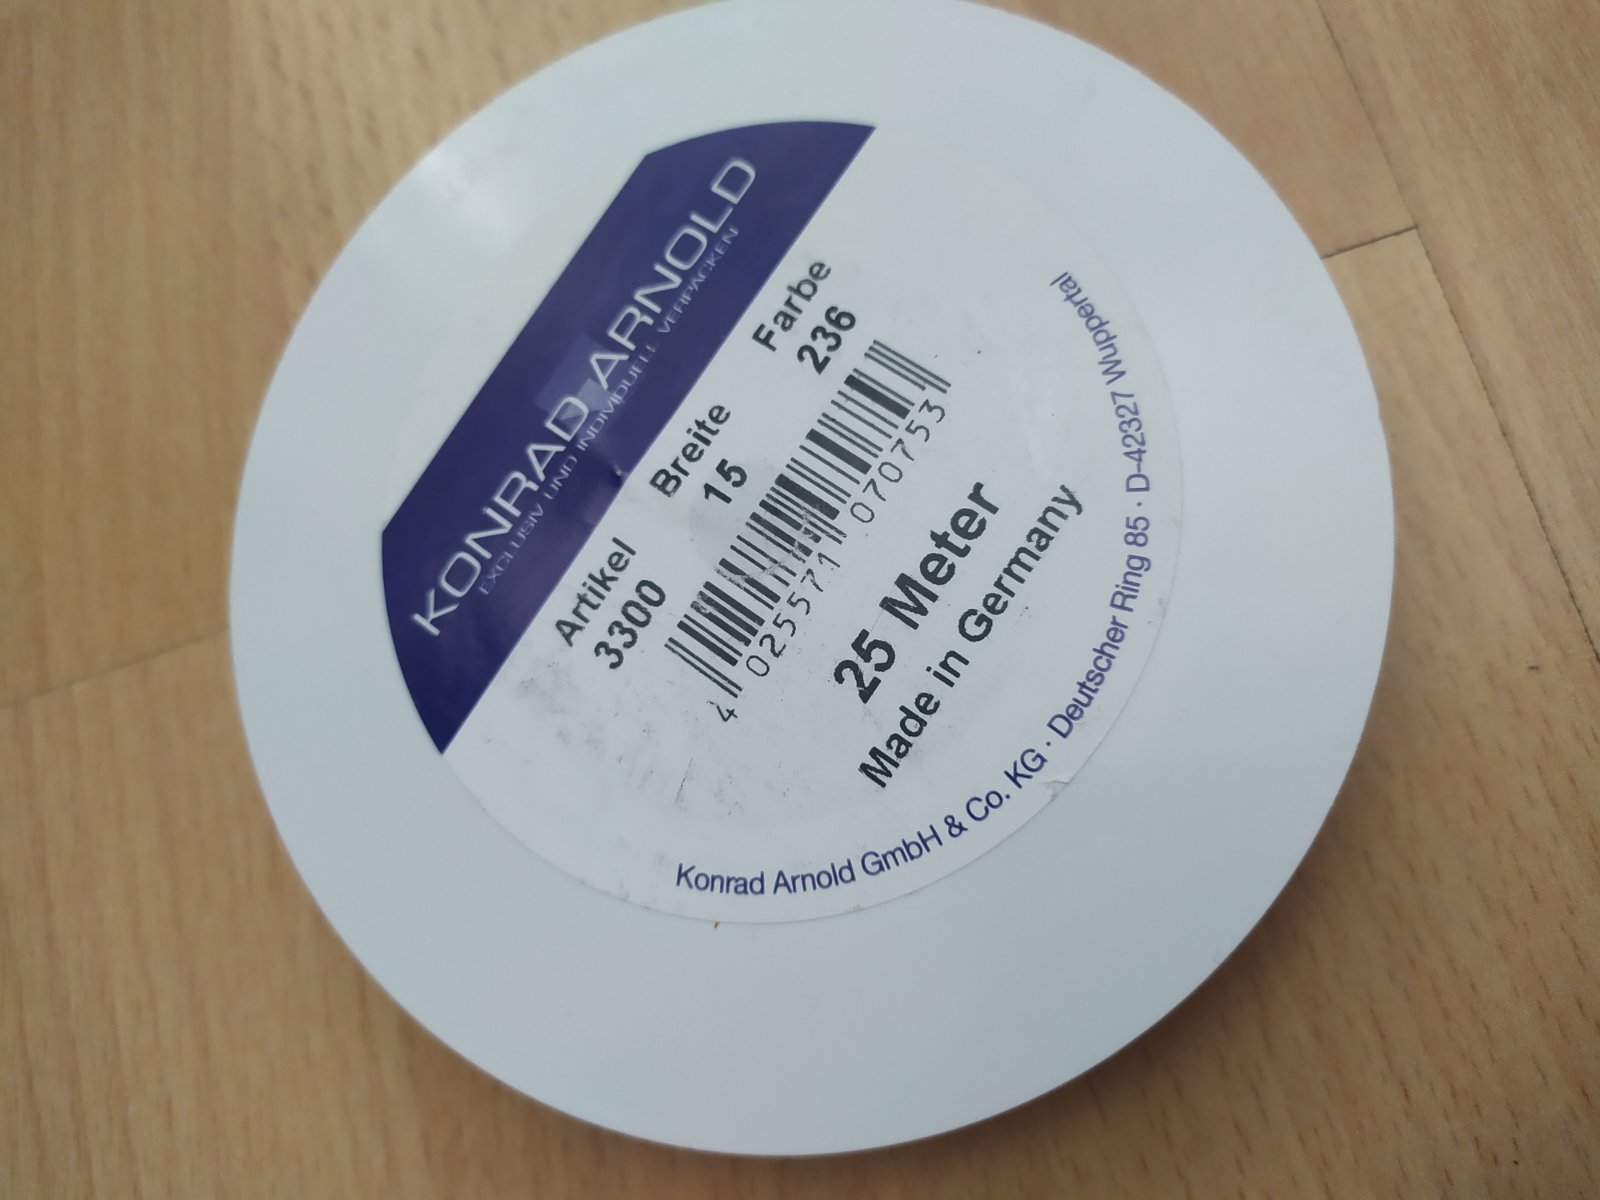 KONRAD ARNOLD
EXCLUSIV UND INDIVIDUELL VERPACKEN
Artikel Breite Farbe
3300 15 236
4 025571 070753
25 Meter
Made in Germany
Konrad Arnold GmbH & Co. KG · Deutscher Ring 85 · D-42327 Wuppertal